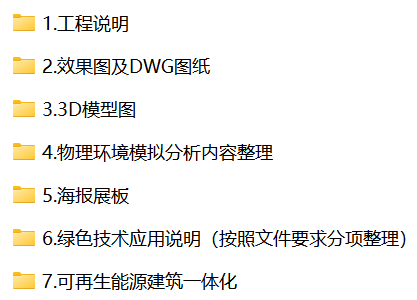 1.工程说明
2.效果图及DWG图纸
3.3D模型图
4.物理环境模拟分析内容整理
5.海报展板
6.绿色技术应用说明（按照文件要求分项整理）
7.可再生能源建筑一体化